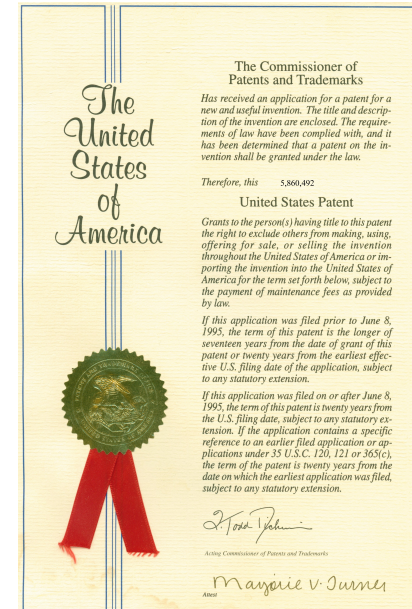 The
United
States
of
America
The Commissioner of
Patents and Trademarks
Has received an application for a patent for a
new and useful invention. The title and descrip-
tion of the invention are enclosed. The require-
ments of law have been complied with, and it
has been determined that a patent on the in-
vention shall be granted under the law.
Therefore, this 5,860,492
United States Patent
Grants to the person(s) having title to this patent
the right to exclude others from making, using,
offering for sale, or selling the invention
throughout the United States of America or im-
porting the invention into the United States of
America for the term set forth below, subject to
the payment of maintenance fees as provided
by law.
If this application was filed prior to June 8,
1995, the term of this patent is the longer of
seventeen years from the date of grant of this
patent or twenty years from the earliest effec-
tive U.S. filing date of the application, subject
to any statutory extension.
If this application was filed on or after June 8,
1995, the term of this patent is twenty years from
the U.S. filing date, subject to any statutory ex-
tension. If the application contains a specific
reference to an earlier filed application or ap-
plications under 35 U.S.C. 120, 121 or 365(c),
the term of the patent is twenty years from the
date on which the earliest application was filed,
subject to any statutory extension.
Acting Commissioner of Patents and Trademarks
Marjorie V. Turner
Attest